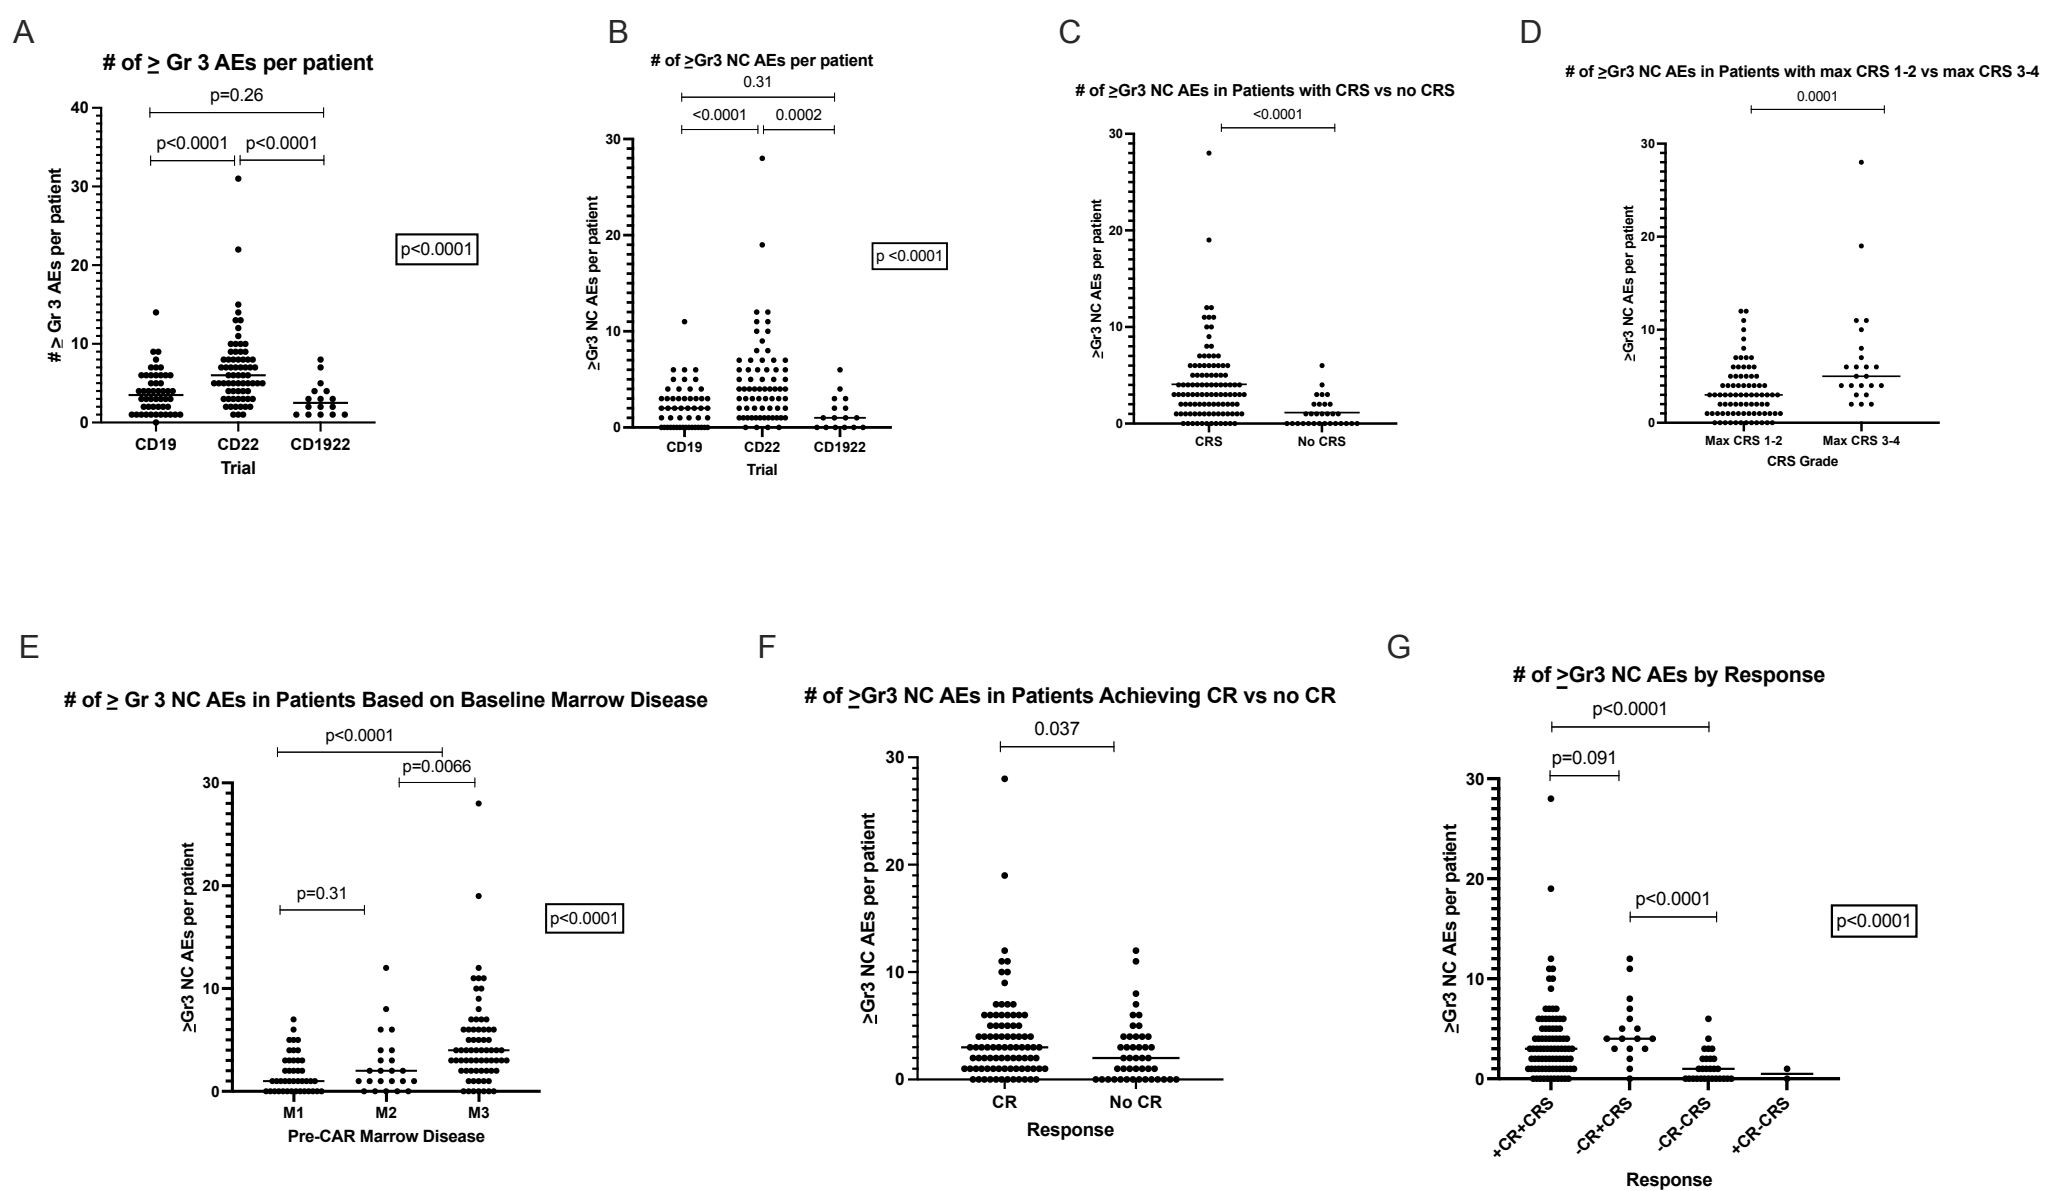 A
# of ≥ Gr 3 AEs per patient
p=0.26
p<0.0001
p<0.0001
40
30
20
10
0
# ≥ Gr 3 AEs per patient
p<0.0001
CD19
CD22
CD1922
Trial
B
# of ≥Gr3 NC AEs per patient
0.31
<0.0001
0.0002
30
20
10
0
≥Gr3 NC AEs per patient
p <0.0001
CD19
CD22
CD1922
Trial
C
# of ≥Gr3 NC AEs in Patients with CRS vs no CRS
<0.0001
30
20
10
0
≥Gr3 NC AEs per patient
CRS
No CRS
D
# of ≥Gr3 NC AEs in Patients with max CRS 1-2 vs max CRS 3-4
0.0001
30
20
10
0
≥Gr3 NC AEs per patient
Max CRS 1-2
Max CRS 3-4
CRS Grade
E
# of ≥ Gr 3 NC AEs in Patients Based on Baseline Marrow Disease
p<0.0001
p=0.0066
p=0.31
30
20
10
0
≥Gr3 NC AEs per patient
p<0.0001
M1
M2
M3
Pre-CAR Marrow Disease
F
# of ≥Gr3 NC AEs in Patients Achieving CR vs no CR
0.037
30
20
10
0
≥Gr3 NC AEs per patient
CR
No CR
Response
G
# of ≥Gr3 NC AEs by Response
p<0.0001
p=0.091
p<0.0001
30
20
10
0
≥Gr3 NC AEs per patient
p<0.0001
+CR+CRS
-CR+CRS
-CR-CRS
+CR-CRS
Response